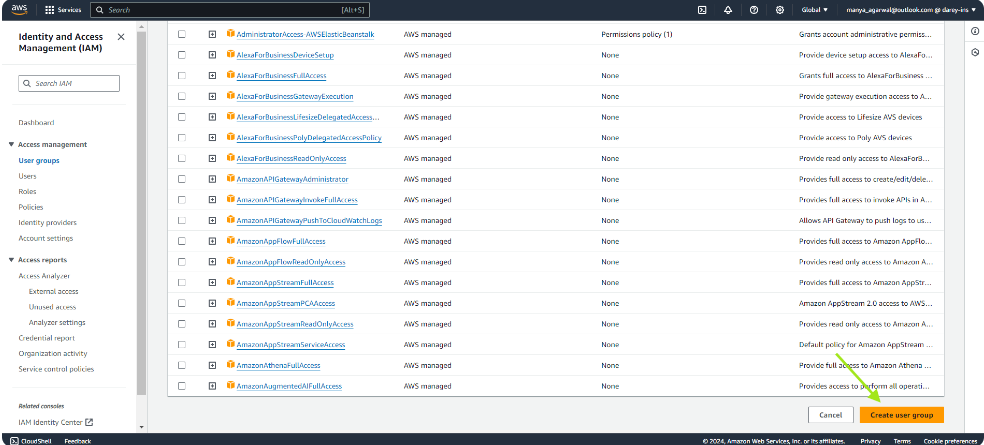 aws Services Search [Alt+S] Global manya_agarwal@outlook.com @ darey-ins
Identity and Access
Management (IAM)
Search IAM
Dashboard
Access management
User groups
Users
Roles
Policies
Identity providers
Account settings
Access reports
Access Analyzer
External access
Unused access
Analyzer settings
Credential report
Organization activity
Service control policies
Related consoles
IAM Identity Center
AdministratorAccess-AWSElasticBeanstalk AWS managed Permissions policy (1) Grants account administrative permiss...
AlexaForBusinessDeviceSetup AWS managed None Provide device setup access to AlexaFo...
AlexaForBusinessFullAccess AWS managed None Grants full access to AlexaForBusiness ...
AlexaForBusinessGatewayExecution AWS managed None Provide gateway execution access to A...
AlexaForBusinessLifesizeDelegatedAccess... AWS managed None Provide access to Lifesize AVS devices
AlexaForBusinessPolyDelegatedAccessPolicy AWS managed None Provide access to Poly AVS devices
AlexaForBusinessReadOnlyAccess AWS managed None Provide read only access to AlexaForB...
AmazonAPIGatewayAdministrator AWS managed None Provides full access to create/edit/dele...
AmazonAPIGatewayInvokeFullAccess AWS managed None Provides full access to invoke APIs in A...
AmazonAPIGatewayPushToCloudWatchLogs AWS managed None Allows API Gateway to push logs to us...
AmazonAppFlowFullAccess AWS managed None Provides full access to Amazon AppFlo...
AmazonAppFlowReadOnlyAccess AWS managed None Provides read only access to Amazon A...
AmazonAppStreamFullAccess AWS managed None Provides full access to Amazon AppStr...
AmazonAppStreamPCAAccess AWS managed None Amazon AppStream 2.0 access to AWS...
AmazonAppStreamReadOnlyAccess AWS managed None Provides read only access to Amazon A...
AmazonAppStreamServiceAccess AWS managed None Default policy for Amazon AppStream ...
AmazonAthenaFullAccess AWS managed None Provide full access to Amazon Athena ...
AmazonAugmentedAIFullAccess AWS managed None Provides access to perform all operati...
Cancel Create user group
CloudShell Feedback © 2024, Amazon Web Services, Inc. or its affiliates. Privacy Terms Cookie preferences